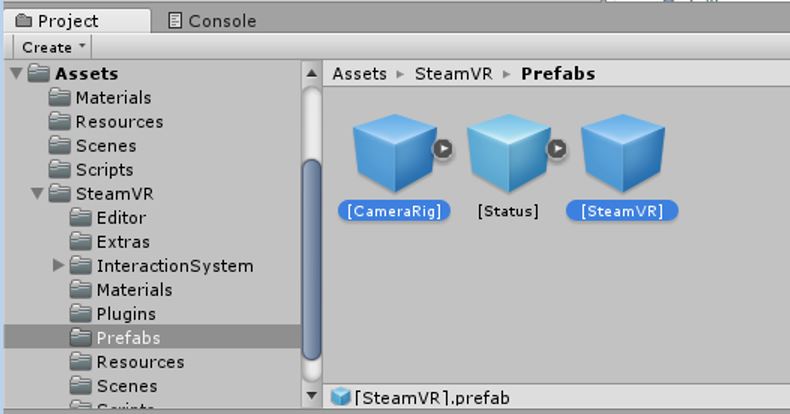 Project
Console
Create
Assets
Materials
Resources
Scenes
Scripts
SteamVR
Editor
Extras
InteractionSystem
Materials
Plugins
Prefabs
Resources
Scenes
Scripts
Assets ▸ SteamVR ▸ Prefabs
[CameraRig]
[Status]
[SteamVR]
[SteamVR].prefab